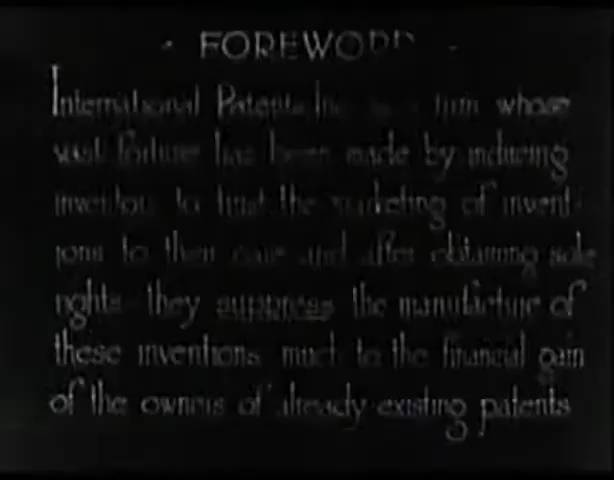 - FOREWORD -
International Patents Inc. is a firm whose
vast fortune has been made by inducing
inventors to trust the marketing of invent-
ions to their care and after obtaining sole
rights they suppress the manufacture of
these inventions much to the financial gain
of the owners of already existing patents